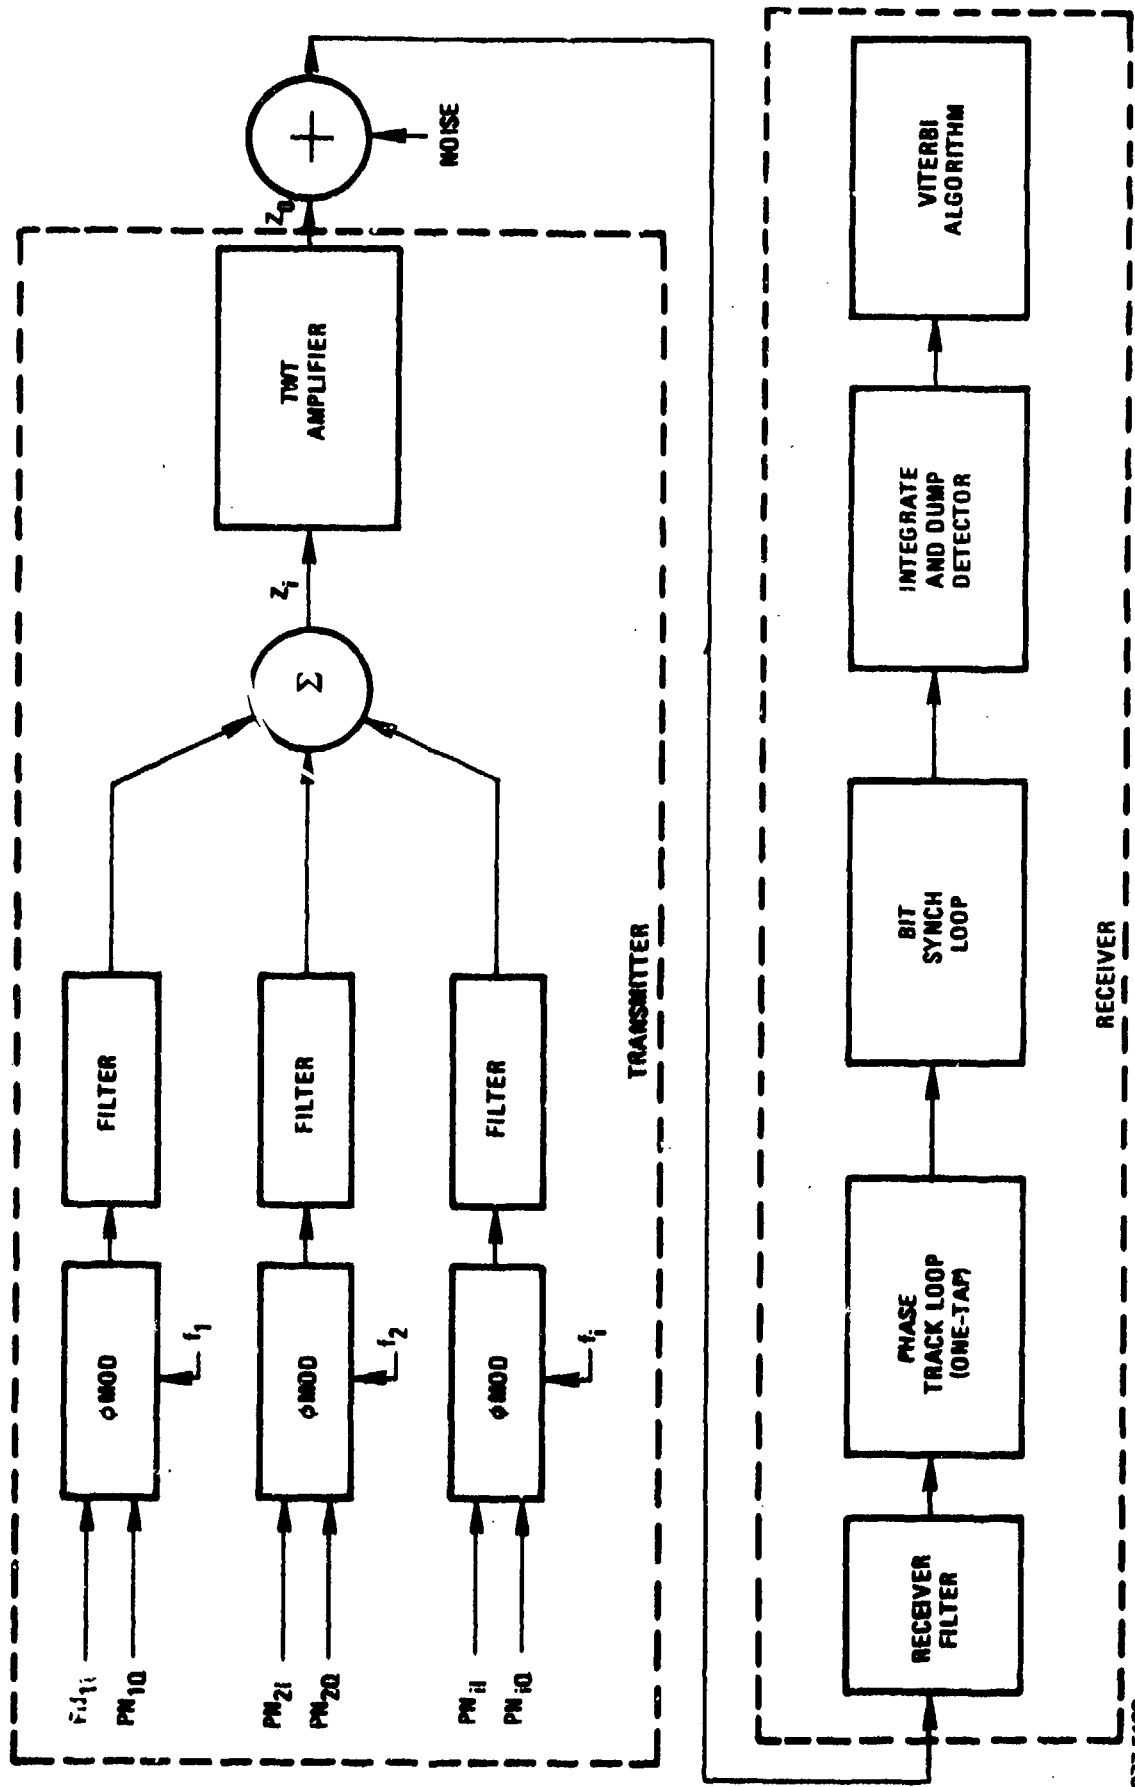 PN1Q
φMOD
f1
FILTER
PN2I
PN2Q
φMOD
f2
FILTER
PNiI
PNiQ
φMOD
fi
FILTER
Σ
Zi
TWT
AMPLIFIER
Z0
+
NOISE
TRANSMITTER
RECEIVER
FILTER
PHASE
TRACK LOOP
(ONE-TAP)
BIT
SYNCH
LOOP
INTEGRATE
AND DUMP
DETECTOR
VITERBI
ALGORITHM
RECEIVER